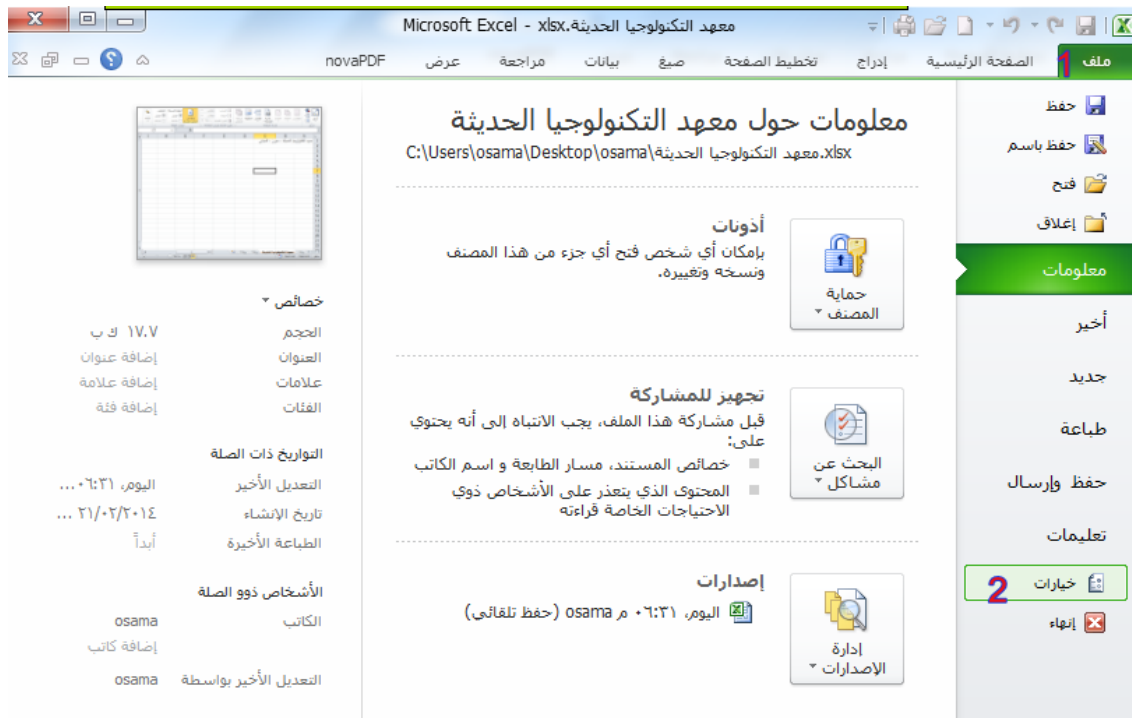 معهد التكنولوجيا الحديثة.xlsx - Microsoft Excel
ملف 1 الصفحة الرئيسية إدراج تخطيط الصفحة صيغ بيانات مراجعة عرض novaPDF
حفظ
حفظ باسم
فتح
إغلاق
معلومات
أخير
جديد
طباعة
حفظ وإرسال
تعليمات
خيارات 2
إنهاء
معلومات حول معهد التكنولوجيا الحديثة
C:\Users\osama\Desktop\osama\معهد التكنولوجيا الحديثة.xlsx
حماية
المصنف
أذونات
بإمكان أي شخص فتح أي جزء من هذا المصنف
ونسخه وتغييره.
البحث عن
مشاكل
تجهيز للمشاركة
قبل مشاركة هذا الملف، يجب الانتباه إلى أنه يحتوي
على:
خصائص المستند، مسار الطابعة و اسم الكاتب
المحتوى الذي يتعذر على الأشخاص ذوي
الاحتياجات الخاصة قراءته
إدارة
الإصدارات
إصدارات
اليوم، ٠٦:٣١ م osama (حفظ تلقائي)
خصائص
الحجم ١٧.٧ ك ب
العنوان إضافة عنوان
علامات إضافة علامة
الفئات إضافة فئة
التواريخ ذات الصلة
التعديل الأخير اليوم، ٠٦:٣١...
تاريخ الإنشاء ٢١/٠٢/٢٠١٤ ...
الطباعة الأخيرة أبداً
الأشخاص ذوو الصلة
الكاتب osama
إضافة كاتب
التعديل الأخير بواسطة osama